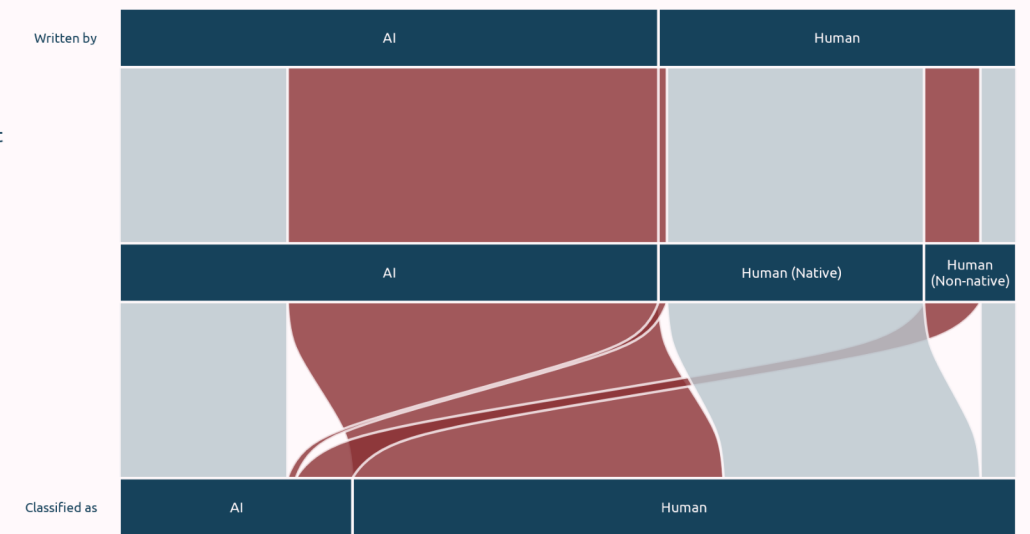 Written by
AI
Human
AI
Human (Native)
Human
(Non-native)
Classified as
AI
Human